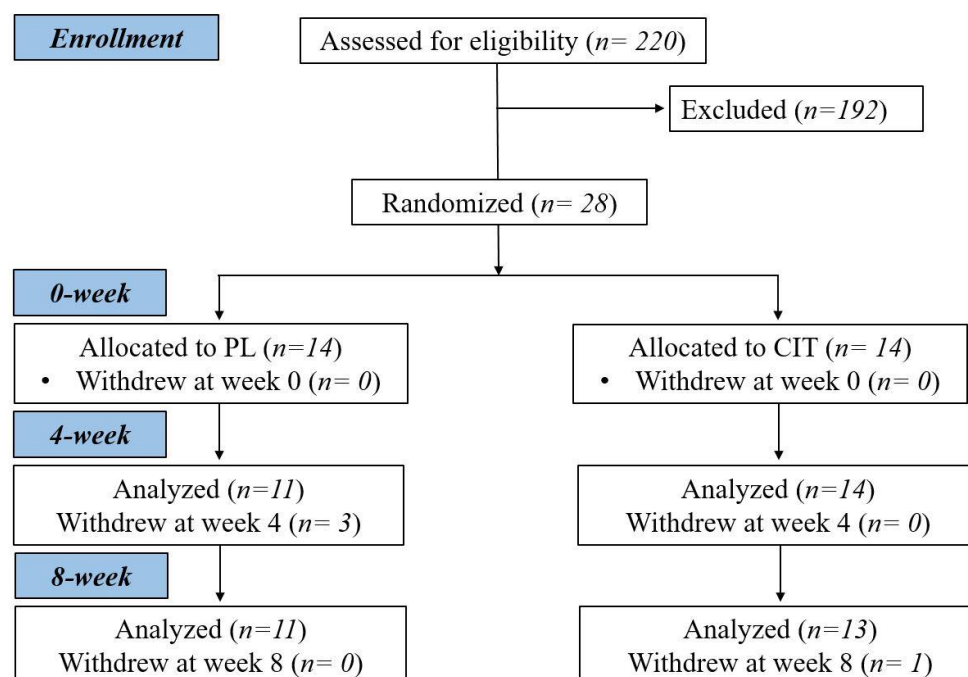 Enrollment
Assessed for eligibility (n= 220)
Excluded (n=192)
Randomized (n= 28)
0-week
Allocated to PL (n=14)
• Withdrew at week 0 (n= 0)
Allocated to CIT (n= 14)
• Withdrew at week 0 (n= 0)
4-week
Analyzed (n=11)
Withdrew at week 4 (n= 3)
Analyzed (n=14)
Withdrew at week 4 (n= 0)
8-week
Analyzed (n=11)
Withdrew at week 8 (n= 0)
Analyzed (n=13)
Withdrew at week 8 (n= 1)